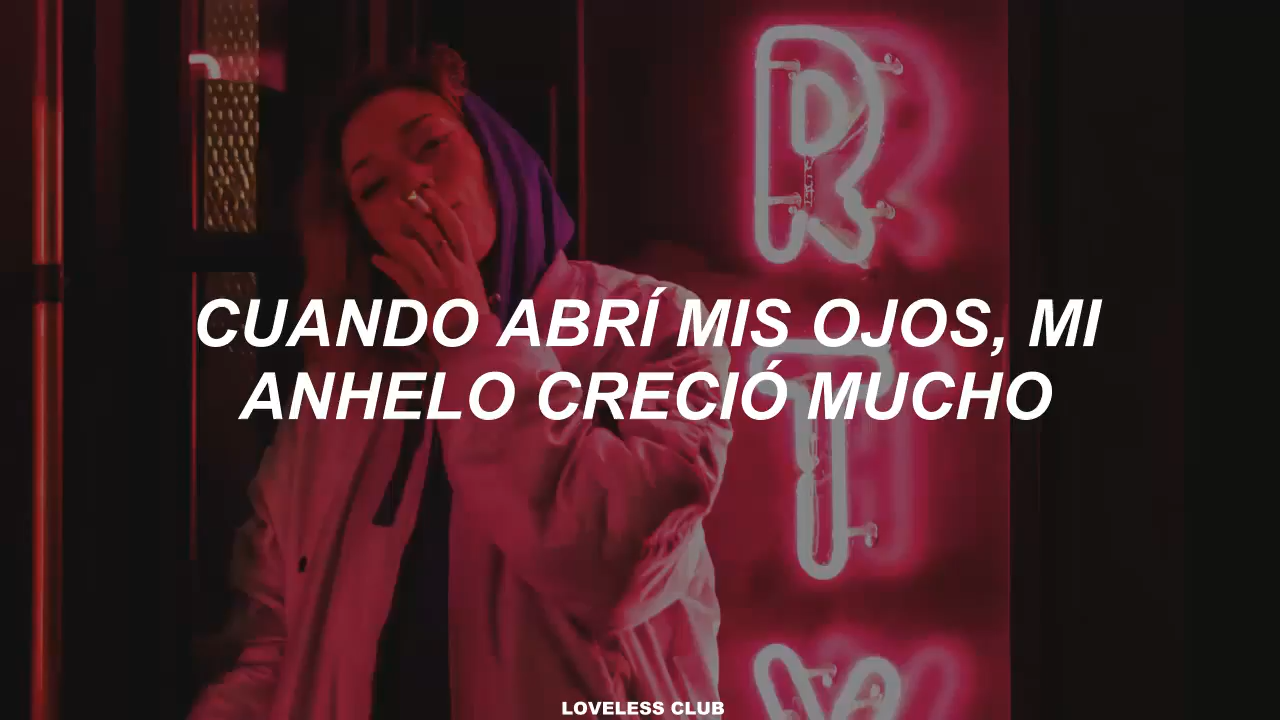 R
CUANDO ABRÍ MIS OJOS, MI
T
ANHELO CRECIÓ MUCHO
Y
LOVELESS CLUB